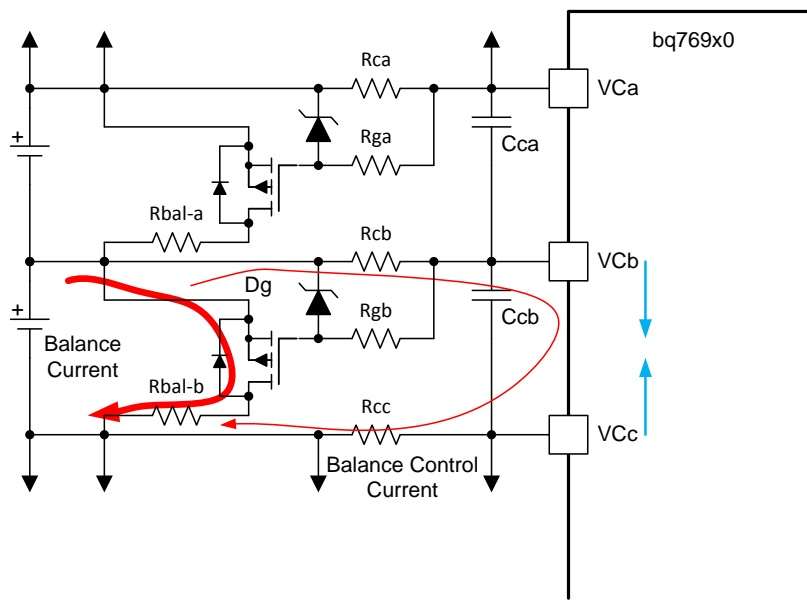 bq769x0
Rca
VCa
+
Cca
Rga
Rbal-a
Rcb
VCb
Dg
Ccb
+
Balance
Current
Rgb
Rbal-b
Rcc
VCc
Balance Control
Current